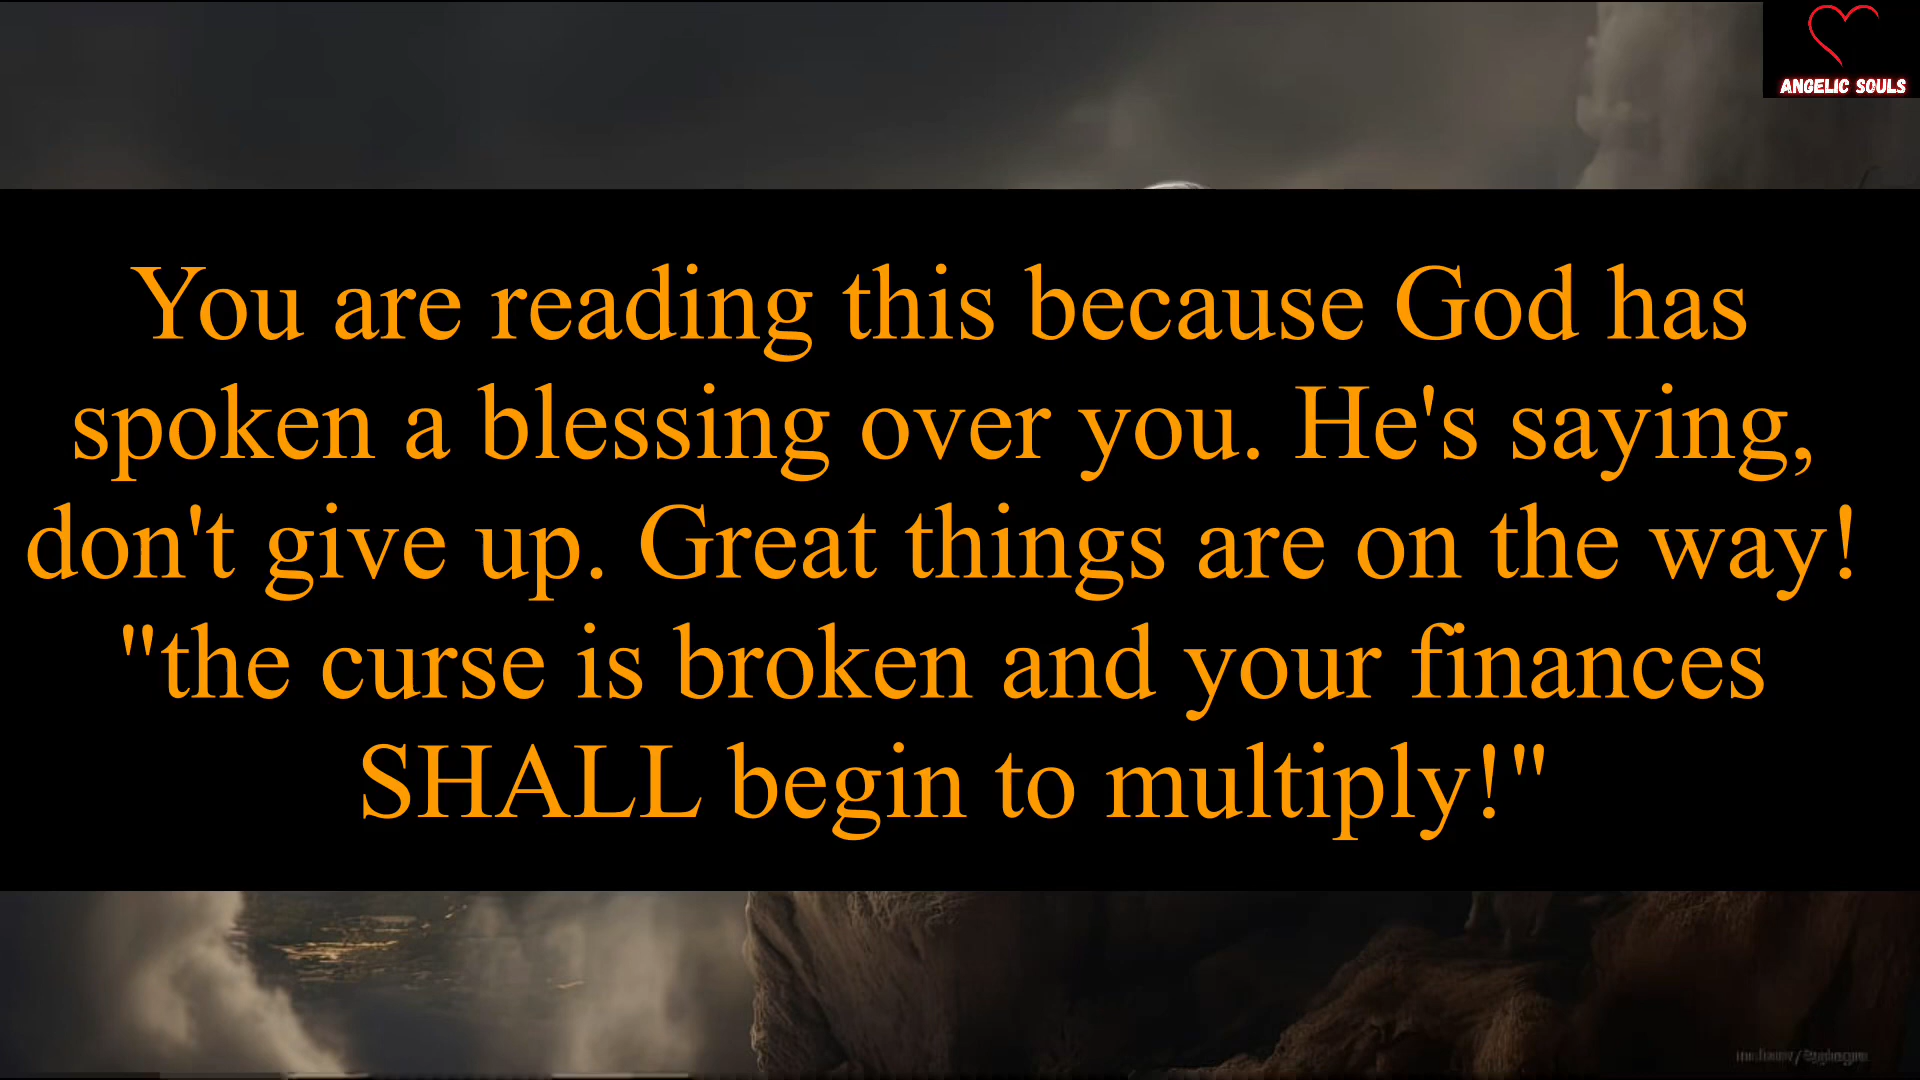 ANGELIC SOULS
You are reading this because God has
spoken a blessing over you. He's saying,
don't give up. Great things are on the way!
"the curse is broken and your finances
SHALL begin to multiply!"